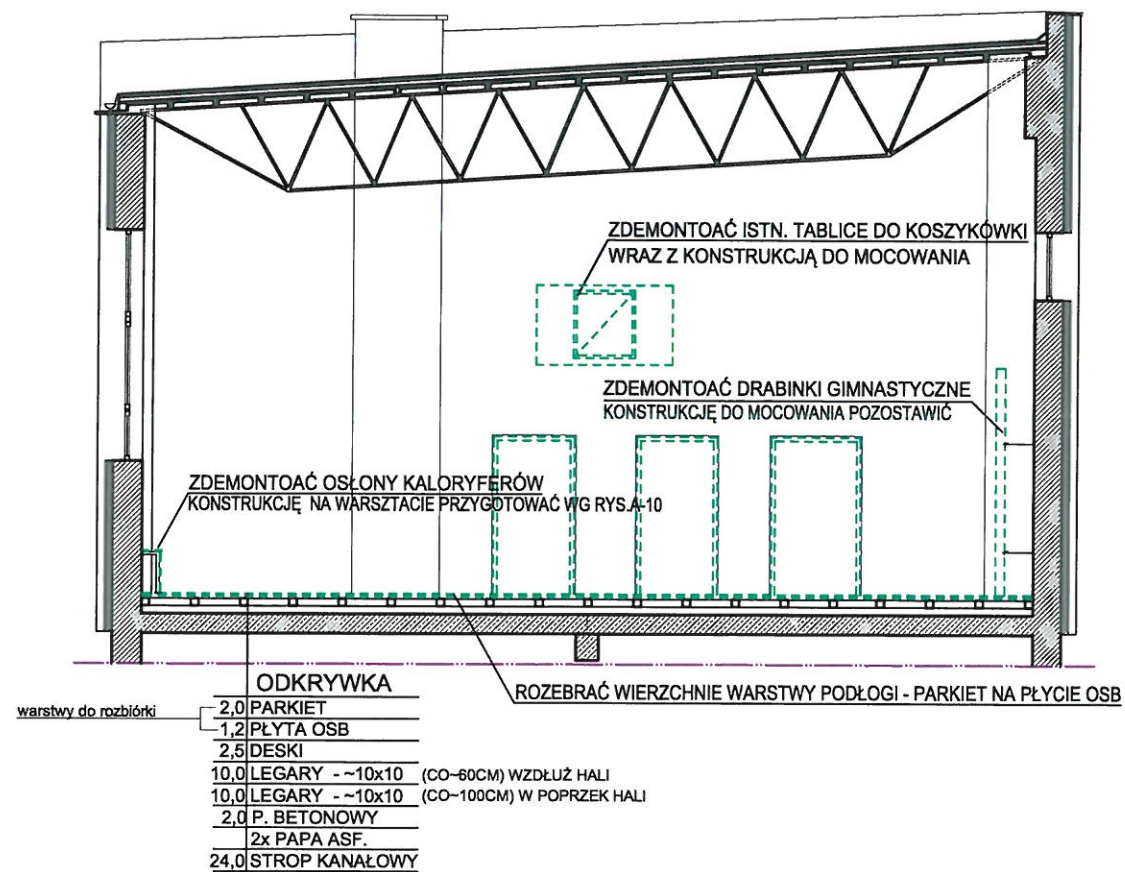 ZDEMONTOAĆ ISTN. TABLICE DO KOSZYKÓWKI
WRAZ Z KONSTRUKCJĄ DO MOCOWANIA
ZDEMONTOAĆ DRABINKI GIMNASTYCZNE
KONSTRUKCJĘ DO MOCOWANIA POZOSTAWIĆ
ZDEMONTOAĆ OSŁONY KALORYFERÓW
KONSTRUKCJĘ NA WARSZTACIE PRZYGOTOWAĆ WG RYS.A-10
ROZEBRAĆ WIERZCHNIE WARSTWY PODŁOGI - PARKIET NA PŁYCIE OSB
ODKRYWKA
warstwy do rozbiórki
2,0 PARKIET
1,2 PŁYTA OSB
2,5 DESKI
10,0 LEGARY - ~10x10 (CO~60CM) WZDŁUŻ HALI
10,0 LEGARY - ~10x10 (CO~100CM) W POPRZEK HALI
2,0 P. BETONOWY
2x PAPA ASF.
24,0 STROP KANAŁOWY